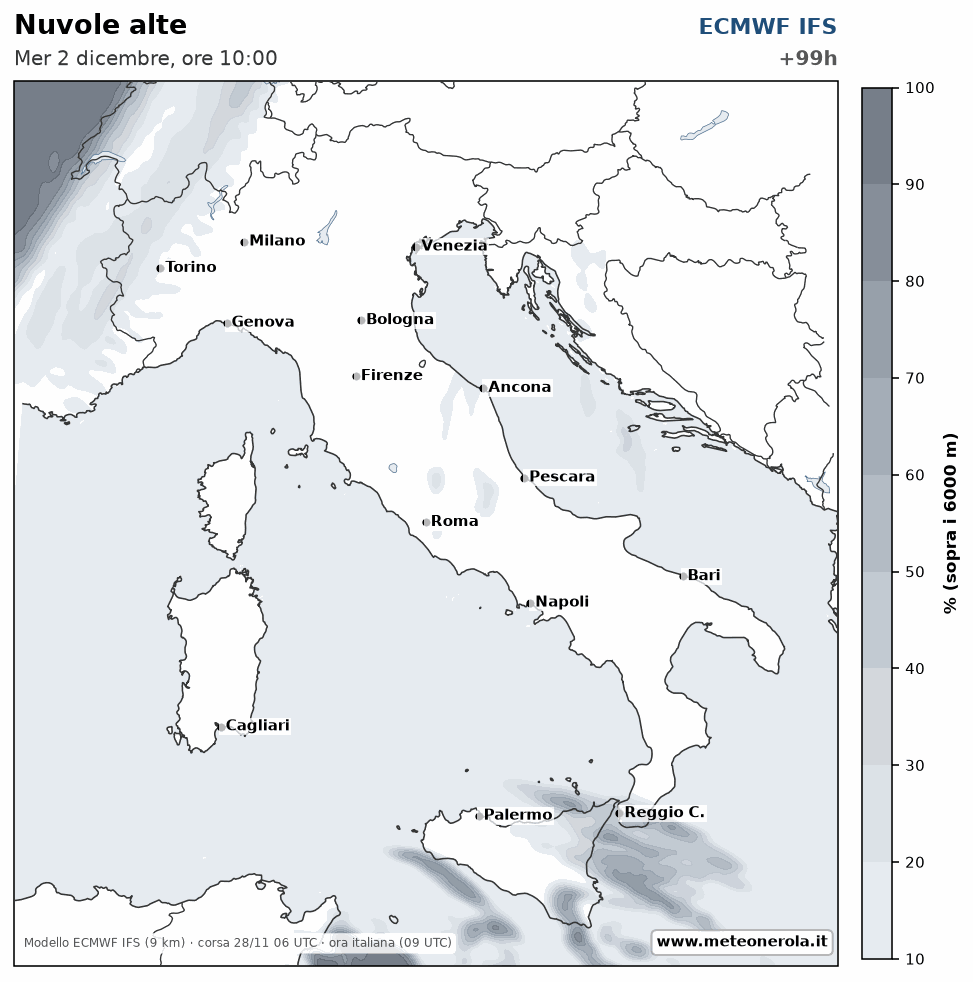 Nuvole alte
ECMWF IFS
Mer 2 dicembre, ore 10:00
+99h
100
90
80
70
60
50
40
30
20
10
% (sopra i 6000 m)
Milano
Venezia
Torino
Genova
Bologna
Firenze
Ancona
Pescara
Roma
Bari
Napoli
Cagliari
Palermo
Reggio C.
Modello ECMWF IFS (9 km) · corsa 28/11 06 UTC · ora italiana (09 UTC)
www.meteonerola.it